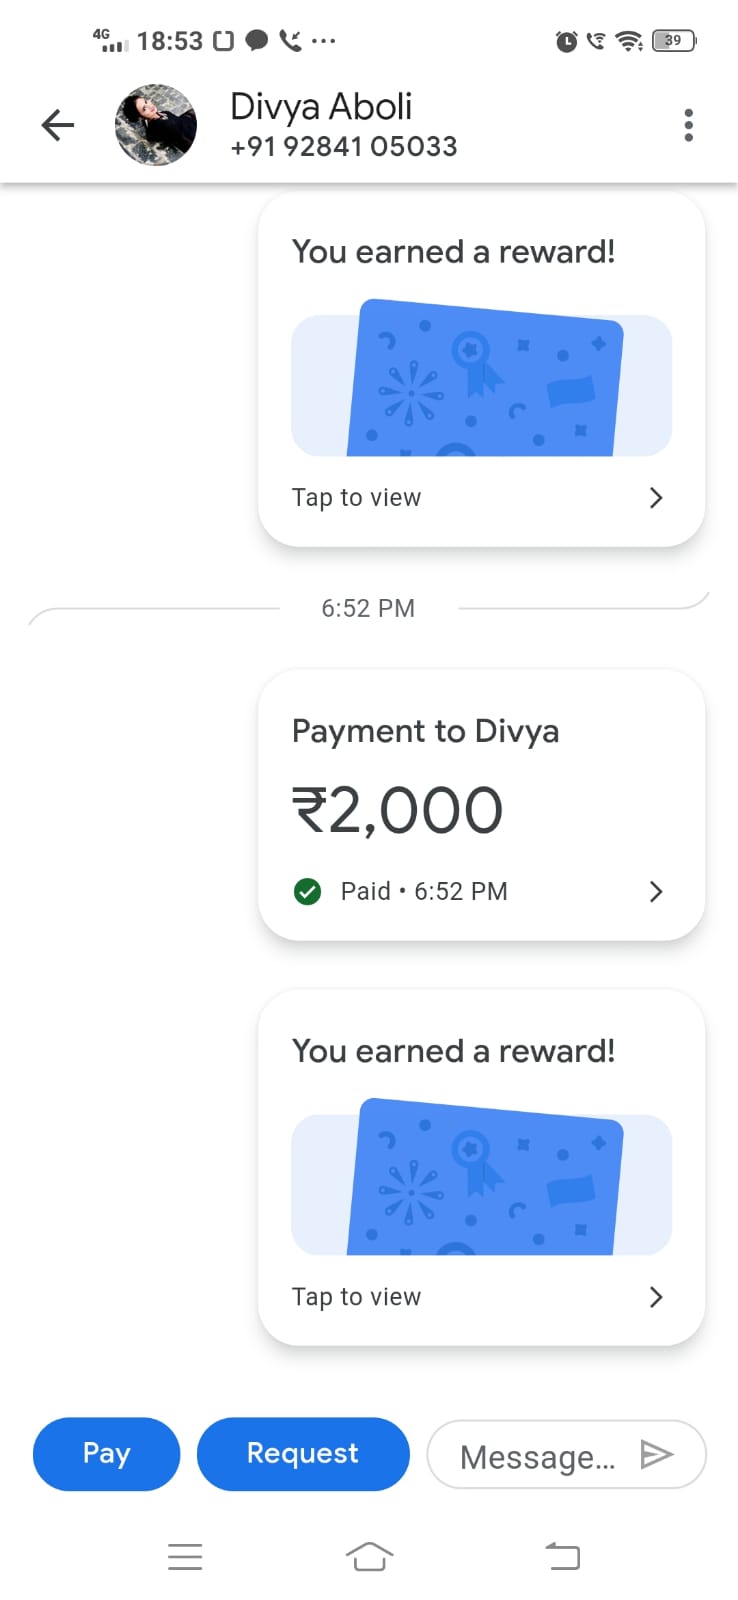 4G 18:53 39
Divya Aboli
+91 92841 05033
You earned a reward!
Tap to view
6:52 PM
Payment to Divya
₹2,000
Paid • 6:52 PM
You earned a reward!
Tap to view
Pay Request Message...